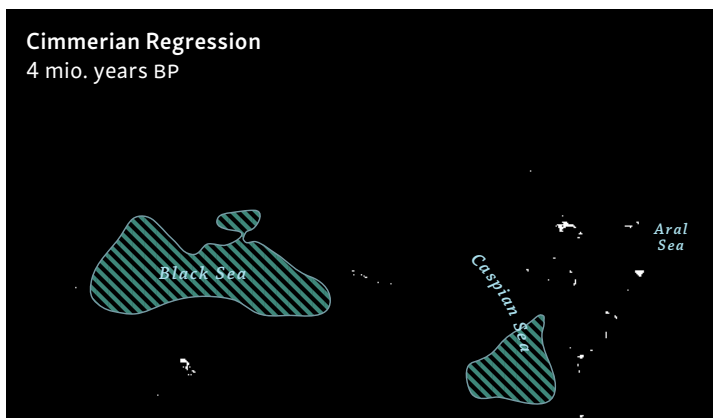 Cimmerian Regression
4 mio. years BP
Aral
Sea
Black Sea
Caspian Sea